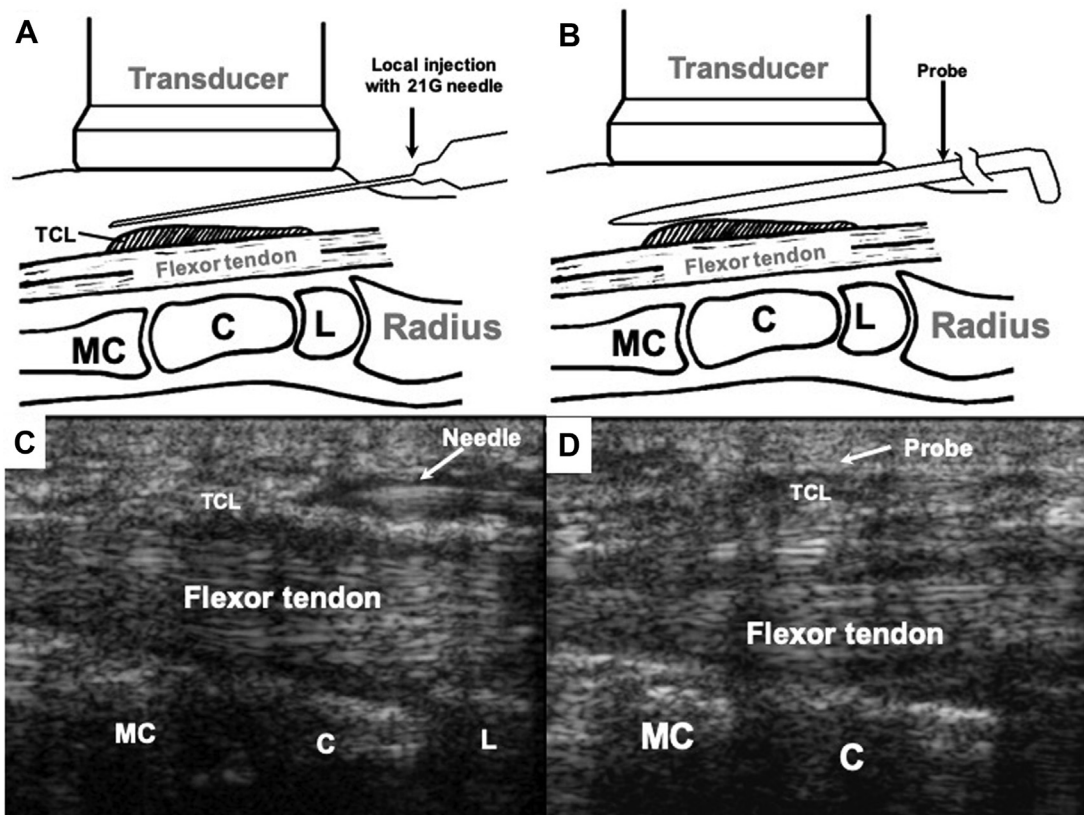 A
Transducer
Local injection
with 21G needle
TCL
Flexor tendon
MC
C
L
Radius
B
Transducer
Probe
TCL
Flexor tendon
MC
C
L
Radius
C
Needle
TCL
Flexor tendon
MC
C
L
D
Probe
TCL
Flexor tendon
MC
C